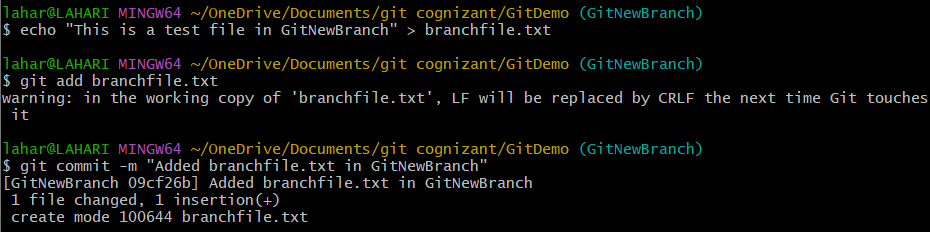 lahar@LAHARI MINGW64 ~/OneDrive/Documents/git cognizant/GitDemo (GitNewBranch)
$ echo "This is a test file in GitNewBranch" > branchfile.txt
lahar@LAHARI MINGW64 ~/OneDrive/Documents/git cognizant/GitDemo (GitNewBranch)
$ git add branchfile.txt
warning: in the working copy of 'branchfile.txt', LF will be replaced by CRLF the next time Git touches
 it
lahar@LAHARI MINGW64 ~/OneDrive/Documents/git cognizant/GitDemo (GitNewBranch)
$ git commit -m "Added branchfile.txt in GitNewBranch"
[GitNewBranch 09cf26b] Added branchfile.txt in GitNewBranch
 1 file changed, 1 insertion(+)
 create mode 100644 branchfile.txt